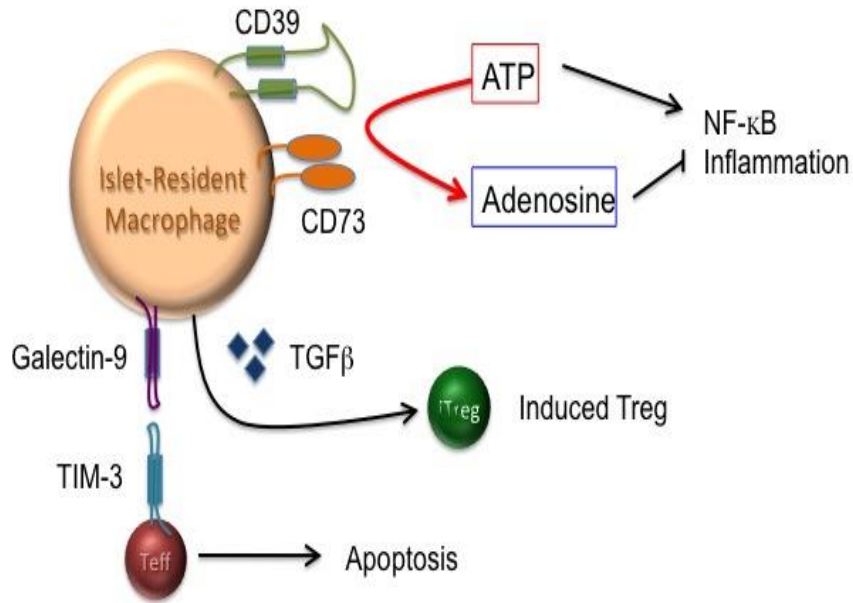 CD39
ATP
NF-κB
Inflammation
Islet-Resident
Macrophage
CD73
Adenosine
Galectin-9
TGFβ
iTreg
Induced Treg
TIM-3
Teff
Apoptosis